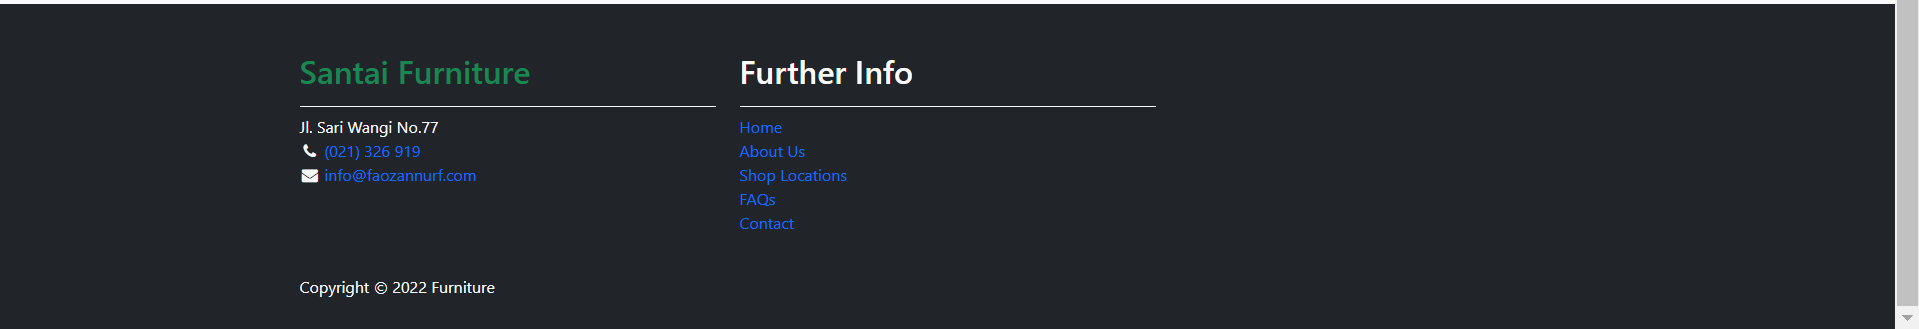 Santai Furniture
Jl. Sari Wangi No.77
(021) 326 919
info@faozannurf.com
Further Info
Home
About Us
Shop Locations
FAQs
Contact
Copyright © 2022 Furniture